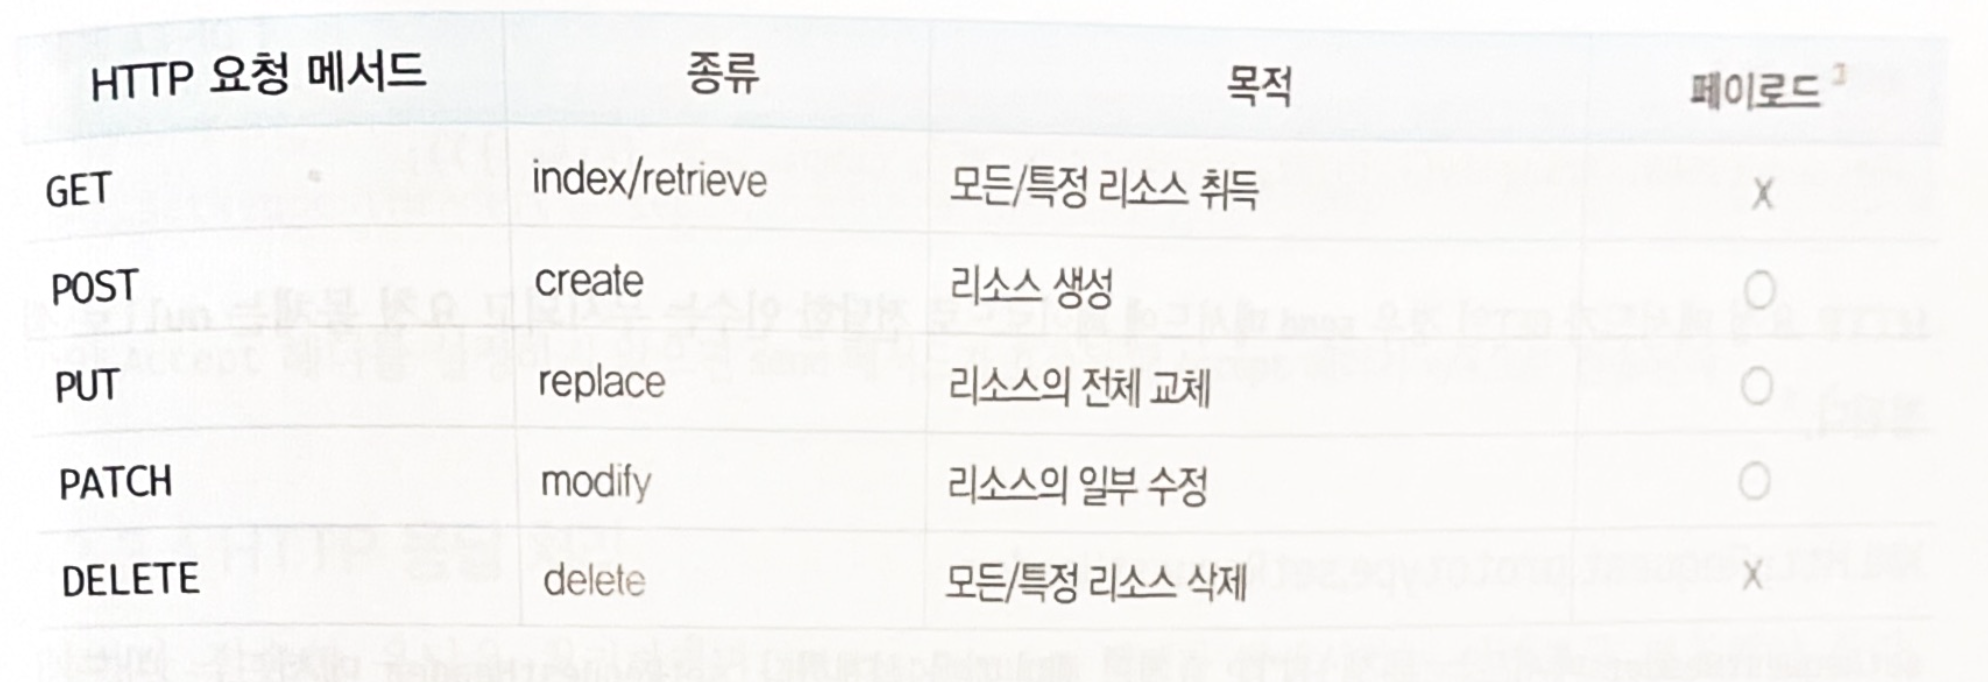 HTTP 요청 메서드 종류 목적 페이로드
GET index/retrieve 모든/특정 리소스 취득 X
POST create 리소스 생성 O
PUT replace 리소스의 전체 교체 O
PATCH modify 리소스의 일부 수정 O
DELETE delete 모든/특정 리소스 삭제 X